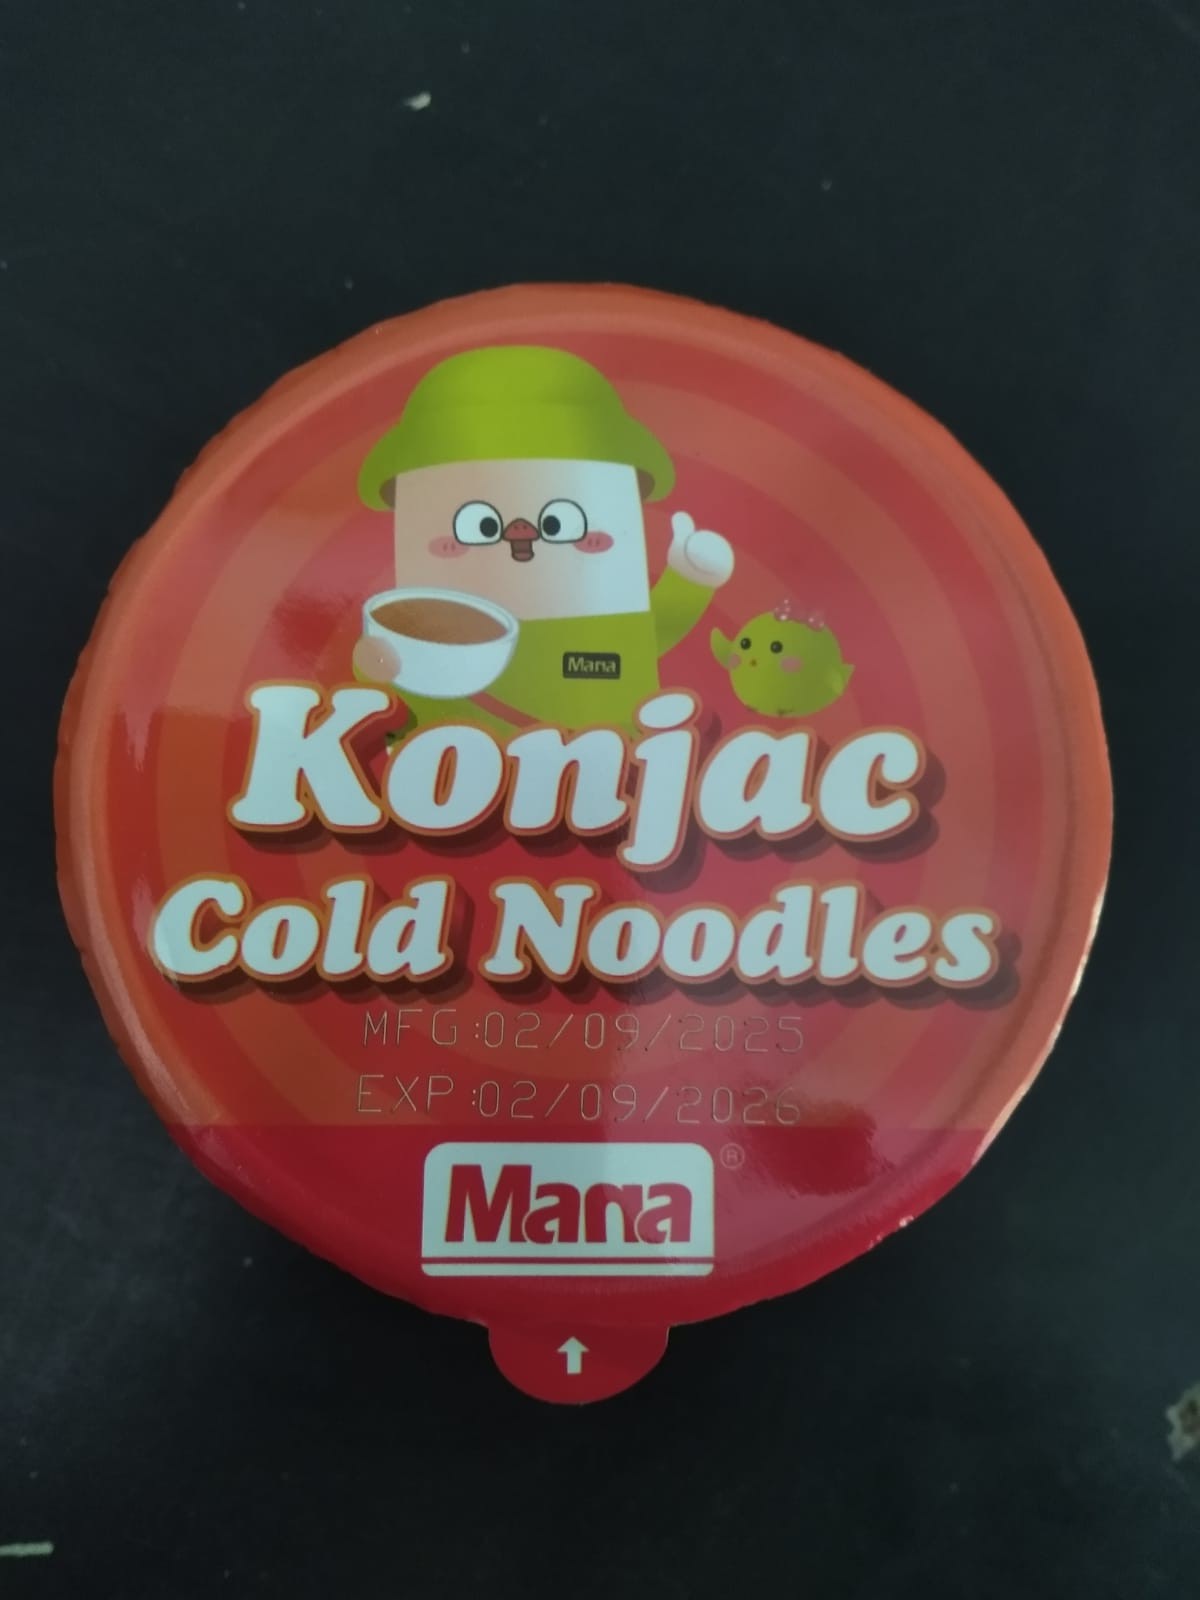 Mana
Konjac
Cold Noodles
MFG:02/09/2025
EXP:02/09/2026
Mana ®